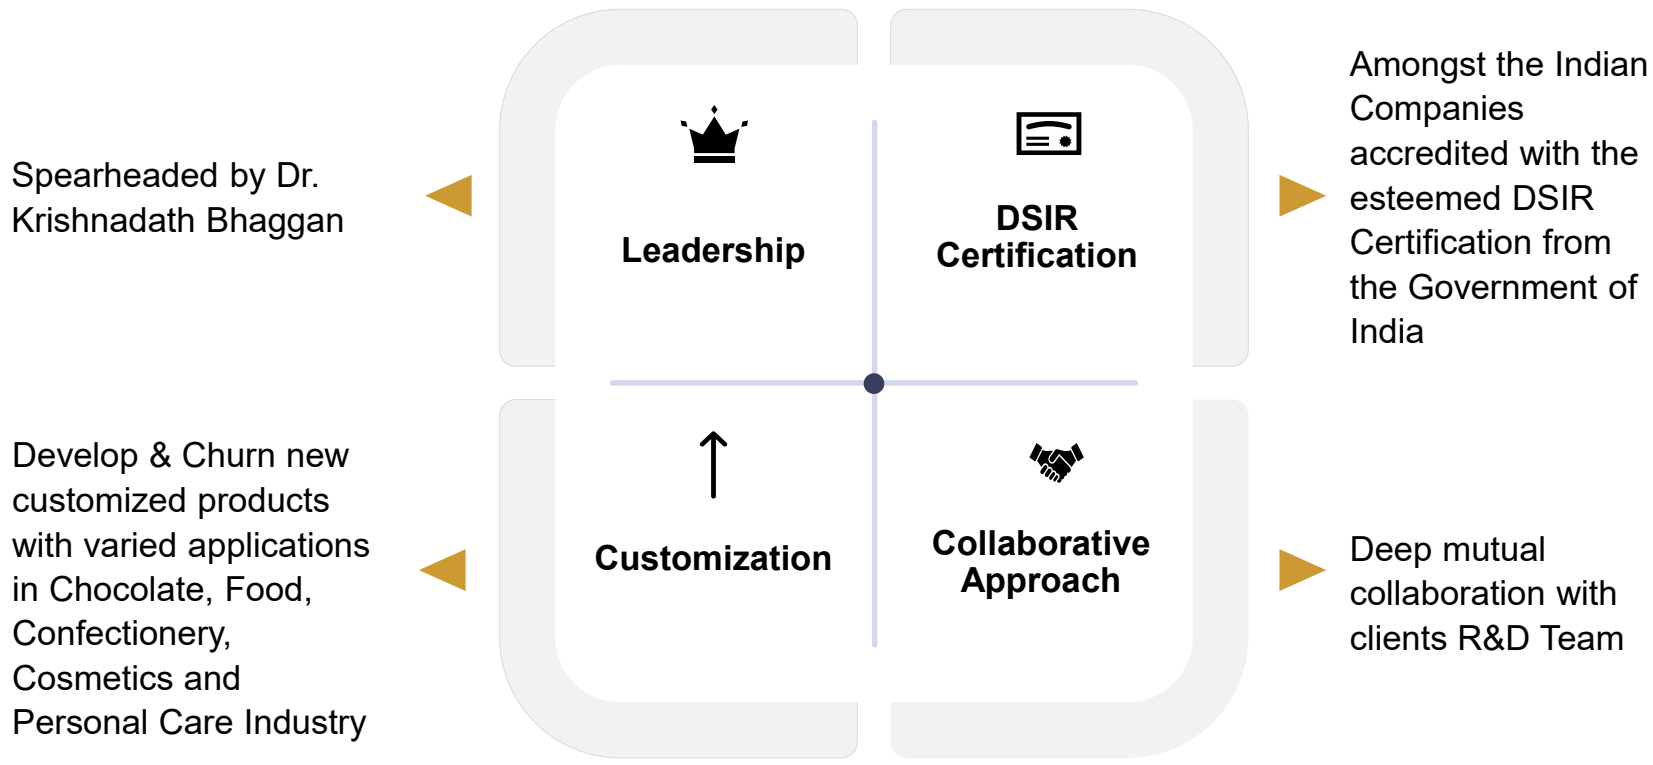 Spearheaded by Dr.
Krishnadath Bhaggan
Leadership
DSIR
Certification
Amongst the Indian
Companies
accredited with the
esteemed DSIR
Certification from
the Government of
India
Develop & Churn new
customized products
with varied applications
in Chocolate, Food,
Confectionery,
Cosmetics and
Personal Care Industry
Customization
Collaborative
Approach
Deep mutual
collaboration with
clients R&D Team